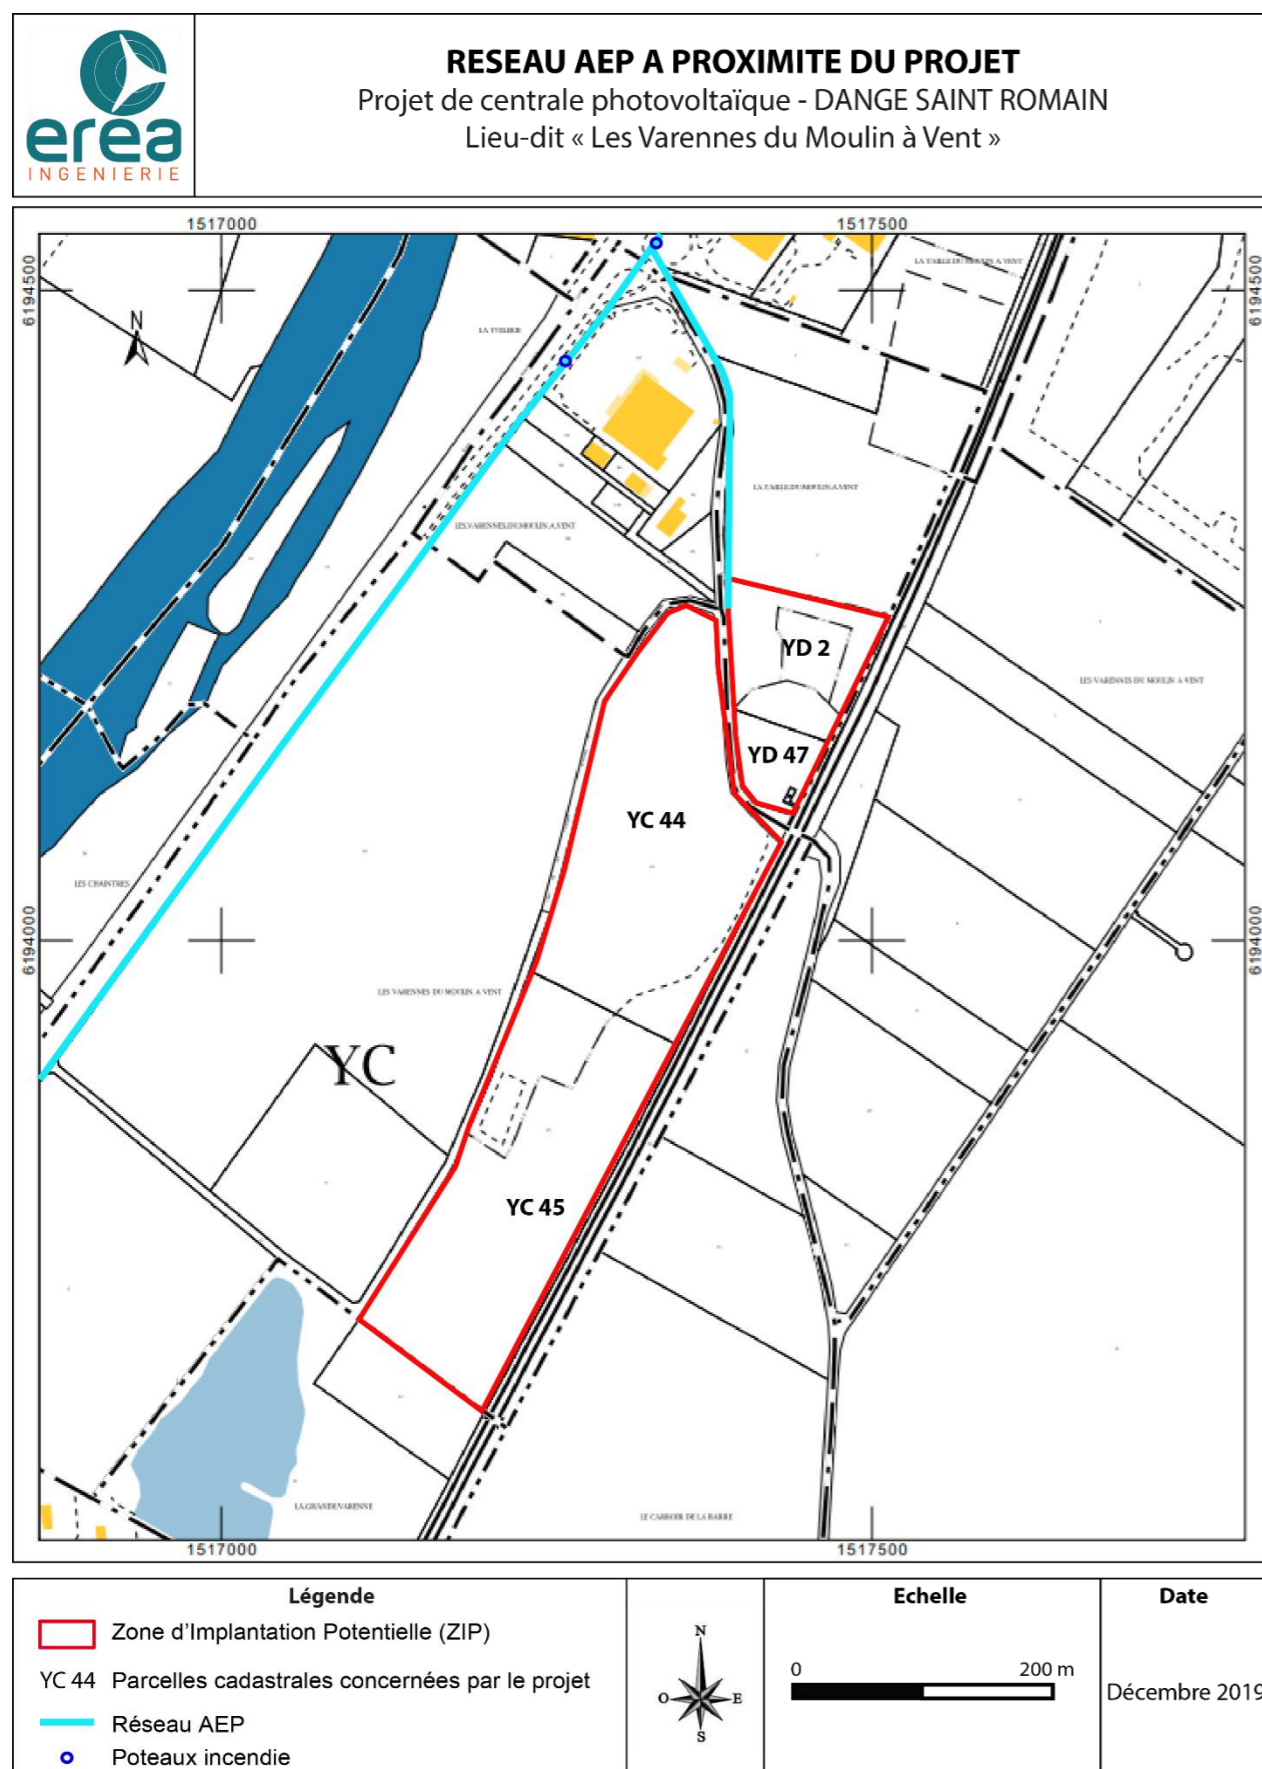 erea
INGENIERIE
RESEAU AEP A PROXIMITE DU PROJET
Projet de centrale photovoltaïque - DANGE SAINT ROMAIN
Lieu-dit « Les Varennes du Moulin à Vent »
1517000
1517500
6194500
6194500
N
LA TAILLE DU MOULIN A VENT
LA TUILERIE
LA TAILLE DU MOULIN A VENT
LES VARENNES DU MOULIN A VENT
YD 2
LES VARENNES DU MOULIN A VENT
YD 47
YC 44
LES CHAINTRES
6194000
6194000
LES VARENNES DU MOULIN A VENT
YC
YC 45
LA GRANDE VARENNE
LE CARROIR DE LA BARRE
1517000
1517500
Légende
Zone d'Implantation Potentielle (ZIP)
YC 44 Parcelles cadastrales concernées par le projet
Réseau AEP
Poteaux incendie
N
O
E
S
Echelle
0
200 m
Date
Décembre 2019